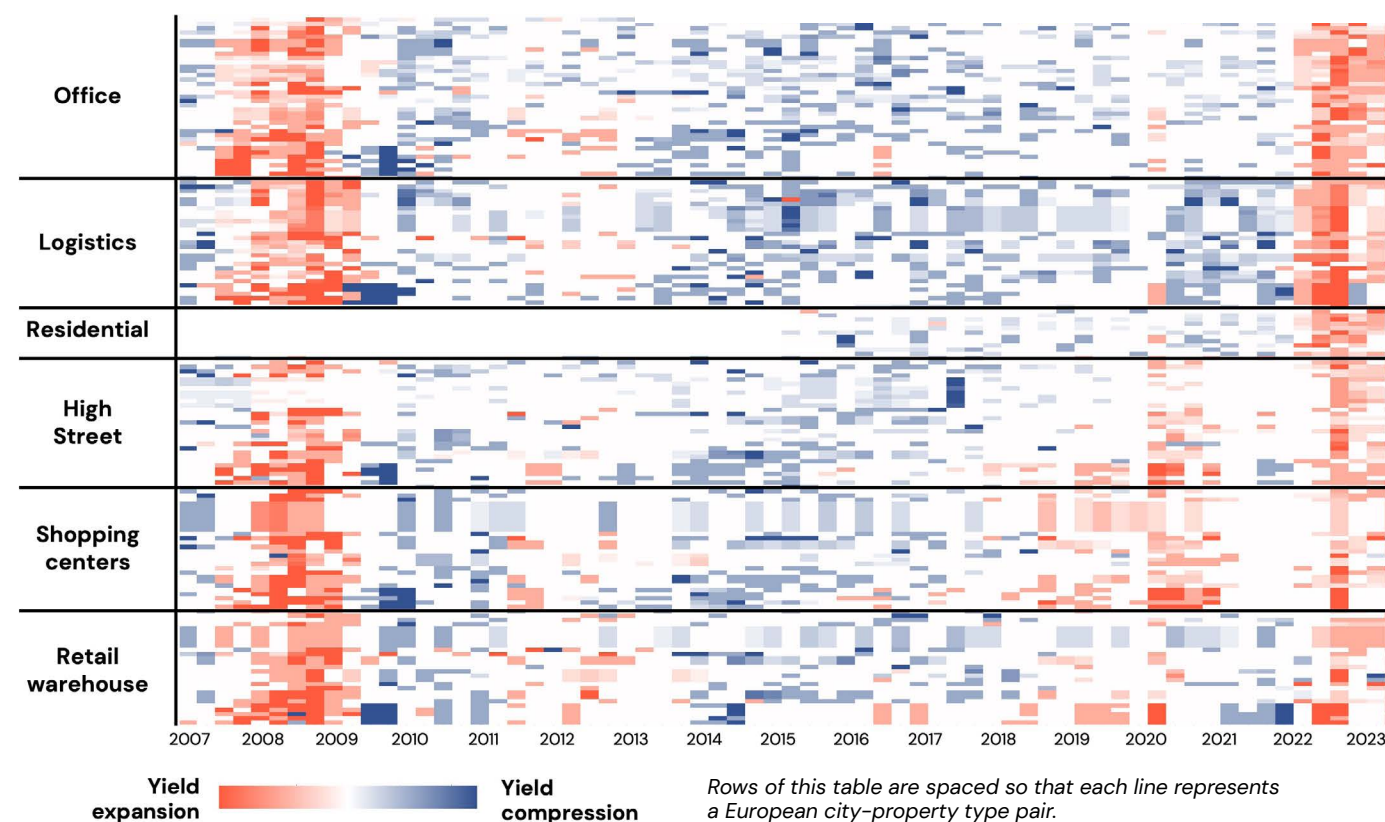 Office
Logistics
Residential
High
Street
Shopping
centers
Retail
warehouse
2007 2008 2009 2010 2011 2012 2013 2014 2015 2016 2017 2018 2019 2020 2021 2022 2023
Yield
expansion
Yield
compression
Rows of this table are spaced so that each line represents
a European city-property type pair.